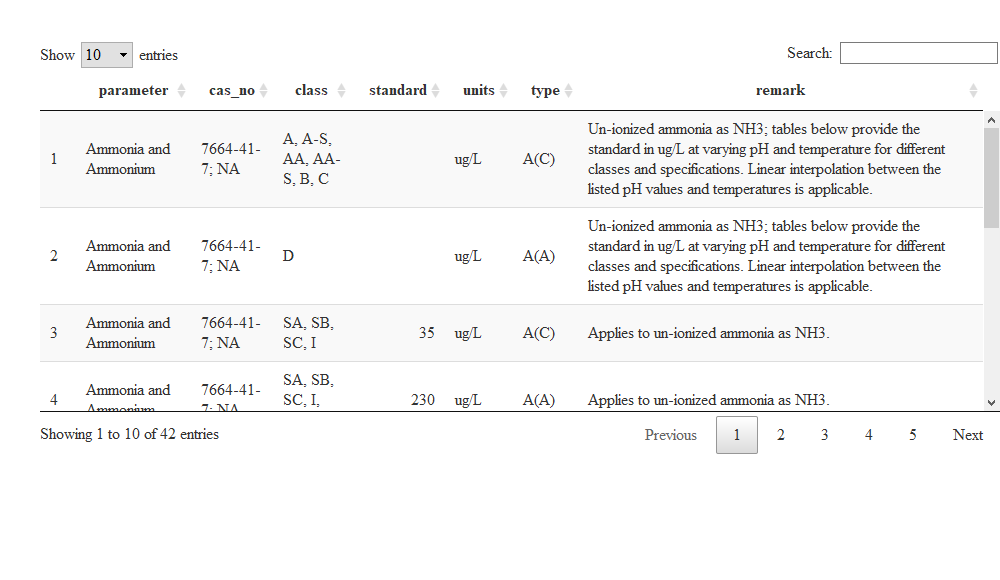 Show 10 entries Search:
parameter cas_no class standard units type remark
1 Ammonia and Ammonium 7664-41-7; NA A, A-S, AA, AA-S, B, C ug/L A(C) Un-ionized ammonia as NH3; tables below provide the standard in ug/L at varying pH and temperature for different classes and specifications. Linear interpolation between the listed pH values and temperatures is applicable.
2 Ammonia and Ammonium 7664-41-7; NA D ug/L A(A) Un-ionized ammonia as NH3; tables below provide the standard in ug/L at varying pH and temperature for different classes and specifications. Linear interpolation between the listed pH values and temperatures is applicable.
3 Ammonia and Ammonium 7664-41-7; NA SA, SB, SC, I 35 ug/L A(C) Applies to un-ionized ammonia as NH3.
4 Ammonia and Ammonium 7664-41-7; NA SA, SB, SC, I, 230 ug/L A(A) Applies to un-ionized ammonia as NH3.
Showing 1 to 10 of 42 entries Previous 1 2 3 4 5 Next